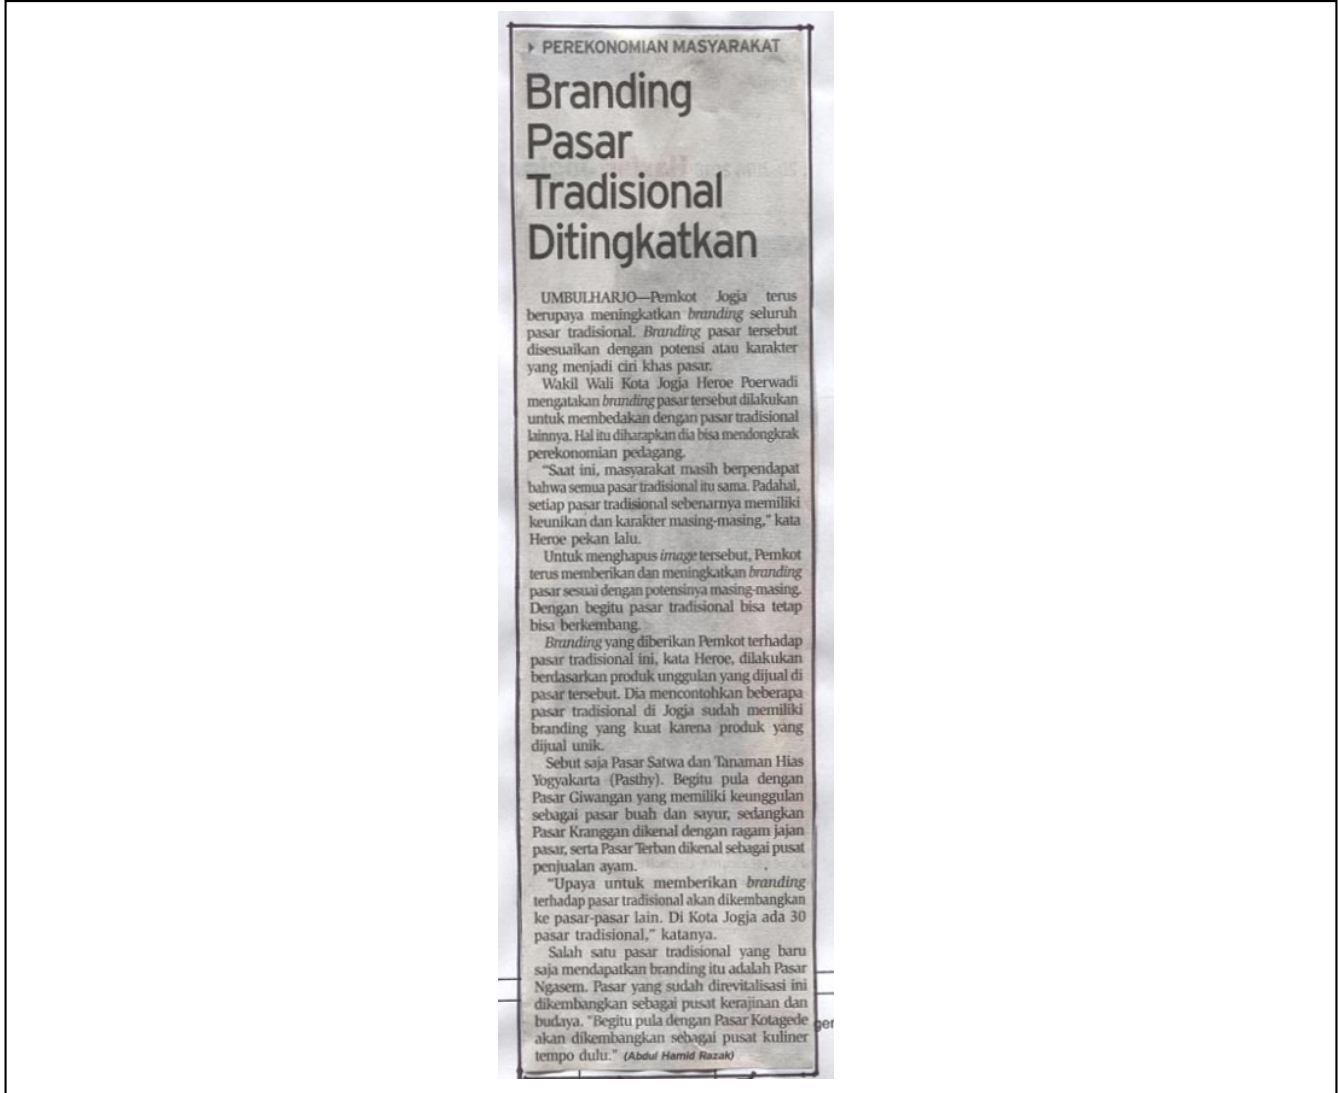 PEREKONOMIAN MASYARAKAT
Branding
Pasar
Tradisional
Ditingkatkan
UMBULHARJO—Pemkot Jogja terus
berupaya meningkatkan branding seluruh
pasar tradisional. Branding pasar tersebut
disesuaikan dengan potensi atau karakter
yang menjadi ciri khas pasar.
Wakil Wali Kota Jogja Heroe Poerwadi
mengatakan branding pasar tersebut dilakukan
untuk membedakan dengan pasar tradisional
lainnya. Hal itu diharapkan dia bisa mendongkrak
perekonomian pedagang.
"Saat ini, masyarakat masih berpendapat
bahwa semua pasar tradisional itu sama. Padahal,
setiap pasar tradisional sebenarnya memiliki
keunikan dan karakter masing-masing," kata
Heroe pekan lalu.
Untuk menghapus image tersebut, Pemkot
terus memberikan dan meningkatkan branding
pasar sesuai dengan potensinya masing-masing.
Dengan begitu pasar tradisional bisa tetap
bisa berkembang.
Branding yang diberikan Pemkot terhadap
pasar tradisional ini, kata Heroe, dilakukan
berdasarkan produk unggulan yang dijual di
pasar tersebut. Dia mencontohkan beberapa
pasar tradisional di Jogja sudah memiliki
branding yang kuat karena produk yang
dijual unik.
Sebut saja Pasar Satwa dan Tanaman Hias
Yogyakarta (Pasthy). Begitu pula dengan
Pasar Giwangan yang memiliki keunggulan
sebagai pasar buah dan sayur, sedangkan
Pasar Kranggan dikenal dengan ragam jajan
pasar, serta Pasar Terban dikenal sebagai pusat
penjualan ayam.
"Upaya untuk memberikan branding
terhadap pasar tradisional akan dikembangkan
ke pasar-pasar lain. Di Kota Jogja ada 30
pasar tradisional," katanya.
Salah satu pasar tradisional yang baru
saja mendapatkan branding itu adalah Pasar
Ngasem. Pasar yang sudah direvitalisasi ini
dikembangkan sebagai pusat kerajinan dan
budaya. "Begitu pula dengan Pasar Kotagede
akan dikembangkan sebagai pusat kuliner
tempo dulu." (Abdul Hamid Razak)
ger